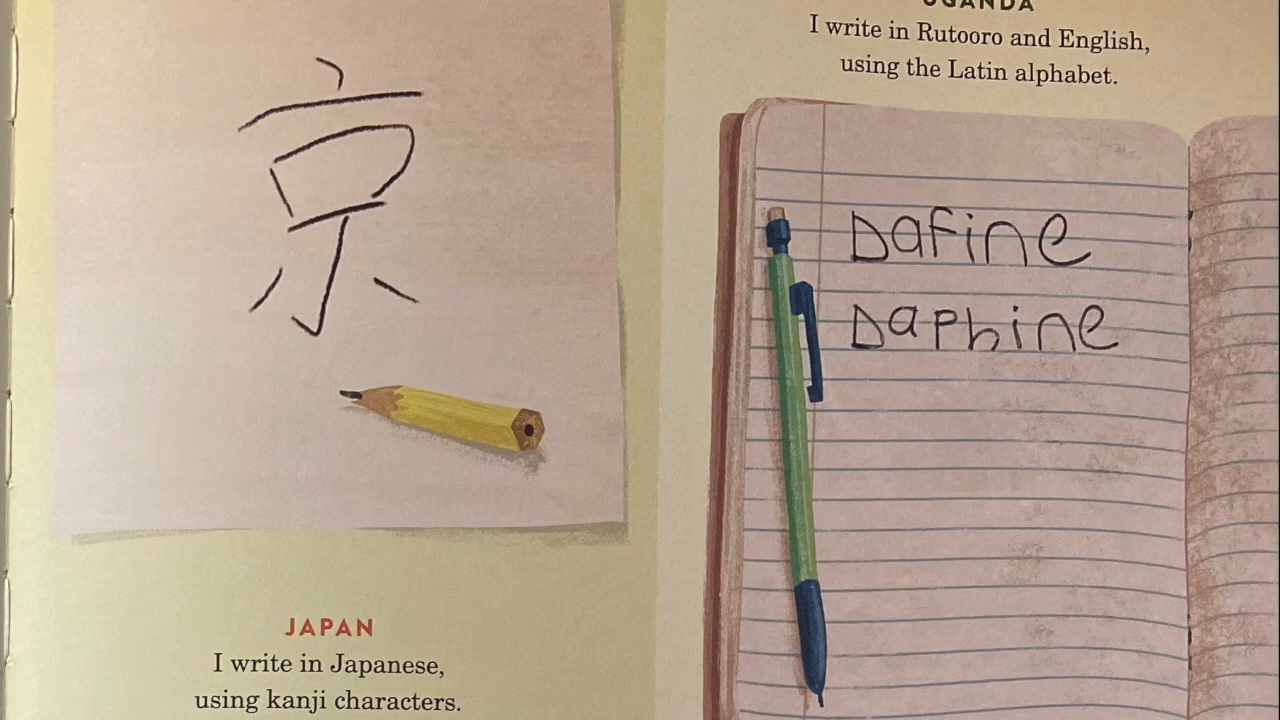 京
JAPAN
I write in Japanese,
using kanji characters.
UGANDA
I write in Rutooro and English,
using the Latin alphabet.
Dafine
Daphine